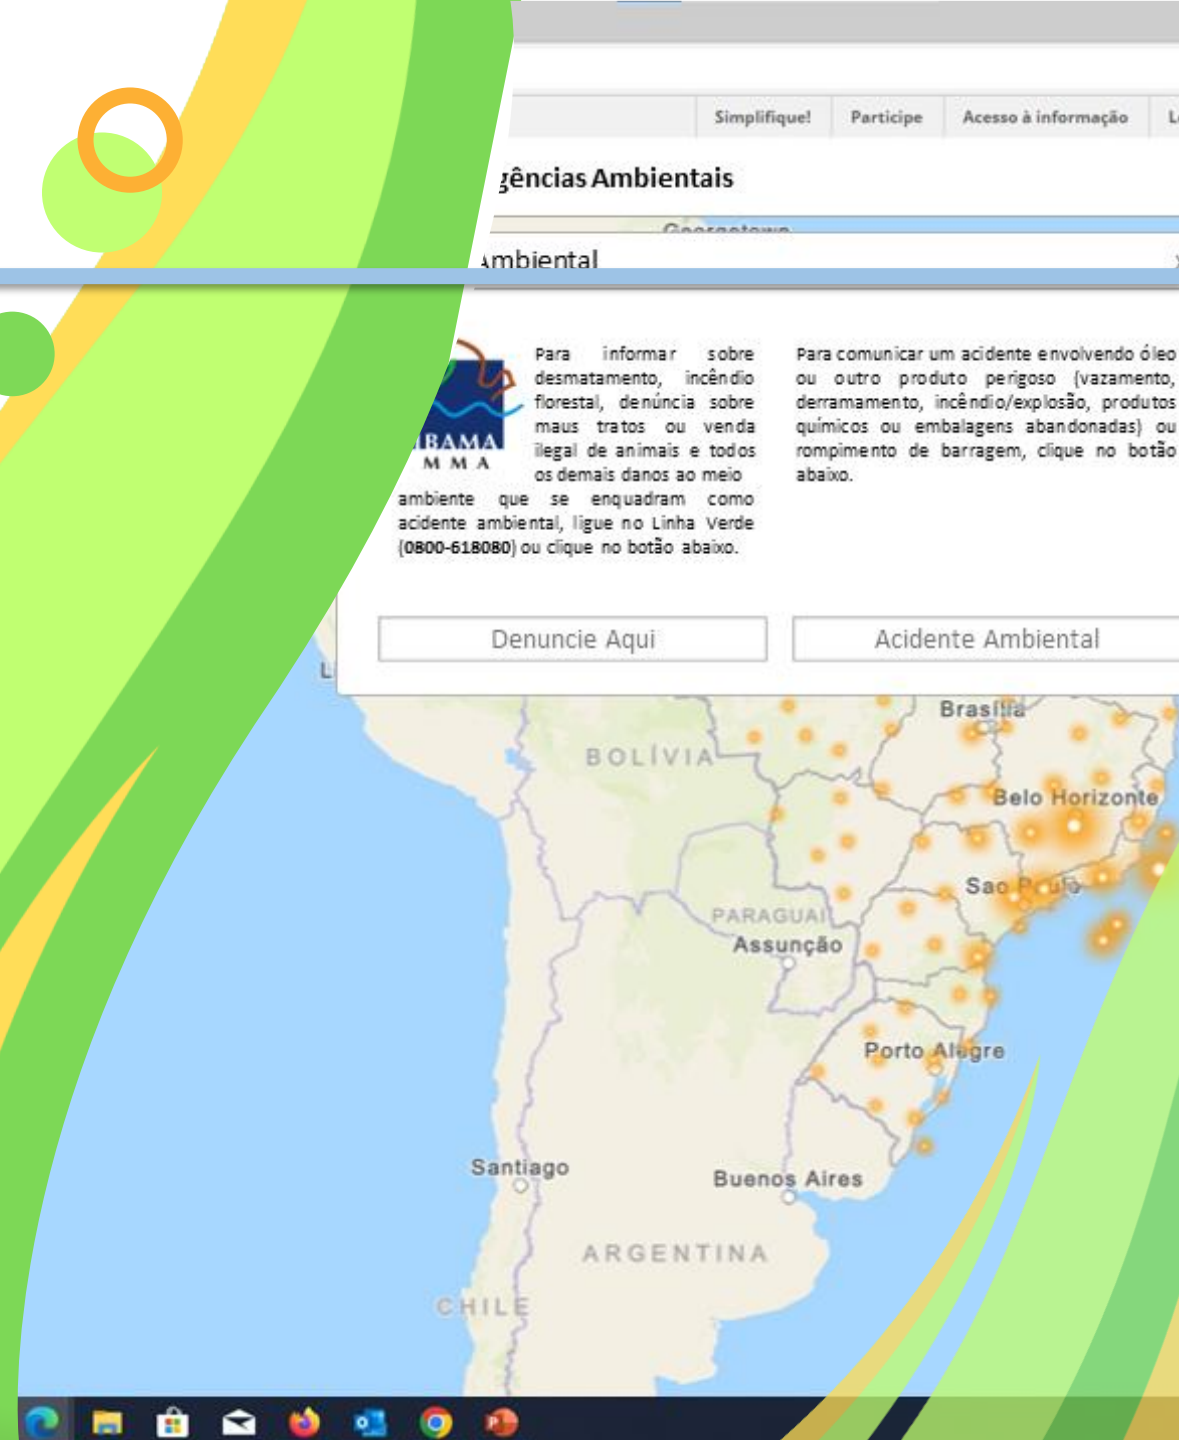 Simplifique! Participe Acesso à informação
gências Ambientais
Georgetown
Ambiental
Para informar sobre
desmatamento, incêndio
florestal, denúncia sobre
maus tratos ou venda
ilegal de animais e todos
os demais danos ao meio
ambiente que se enquadram como
acidente ambiental, ligue no Linha Verde
(0800-618080) ou clique no botão abaixo.
IBAMA
M M A
Para comunicar um acidente envolvendo óleo
ou outro produto perigoso (vazamento,
derramamento, incêndio/explosão, produtos
químicos ou embalagens abandonadas) ou
rompimento de barragem, clique no botão
abaixo.
Denuncie Aqui
Acidente Ambiental
Brasília
BOLÍVIA
Belo Horizonte
Sao Paulo
PARAGUAI
Assunção
Porto Alegre
Santiago
Buenos Aires
ARGENTINA
CHILE